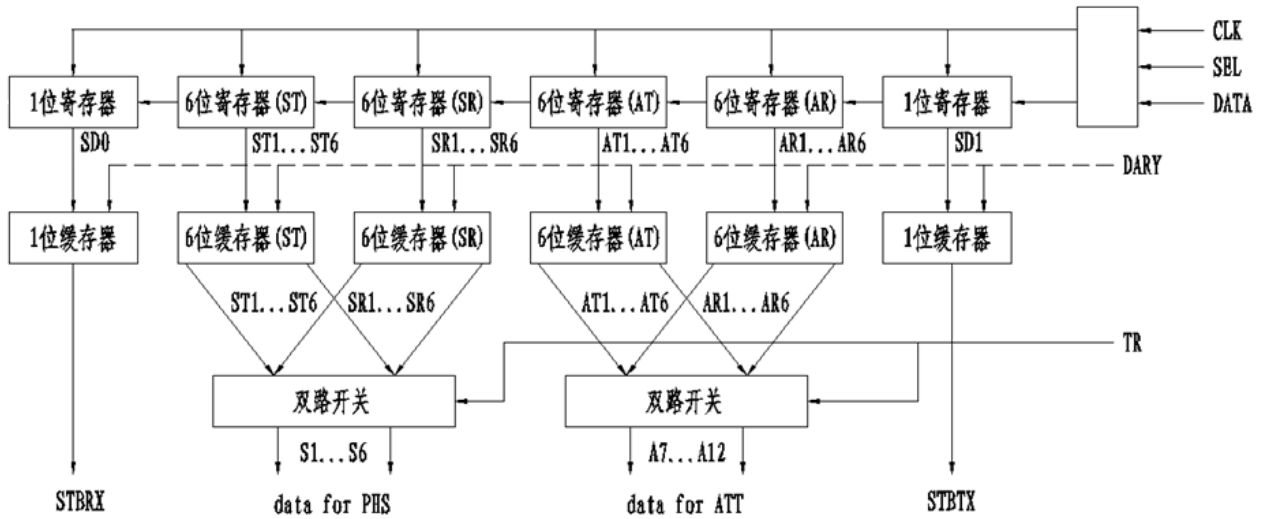 CLK
SEL
1位寄存器 6位寄存器(ST) 6位寄存器(SR) 6位寄存器(AT) 6位寄存器(AR) 1位寄存器 DATA
SD0 ST1...ST6 SR1...SR6 AT1...AT6 AR1...AR6 SD1
DARY
1位缓存器 6位缓存器(ST) 6位缓存器(SR) 6位缓存器(AT) 6位缓存器(AR) 1位缓存器
ST1...ST6 SR1...SR6 AT1...AT6 AR1...AR6
TR
双路开关 双路开关
S1...S6 A7...A12
STBRX data for PHS data for ATT STBTX